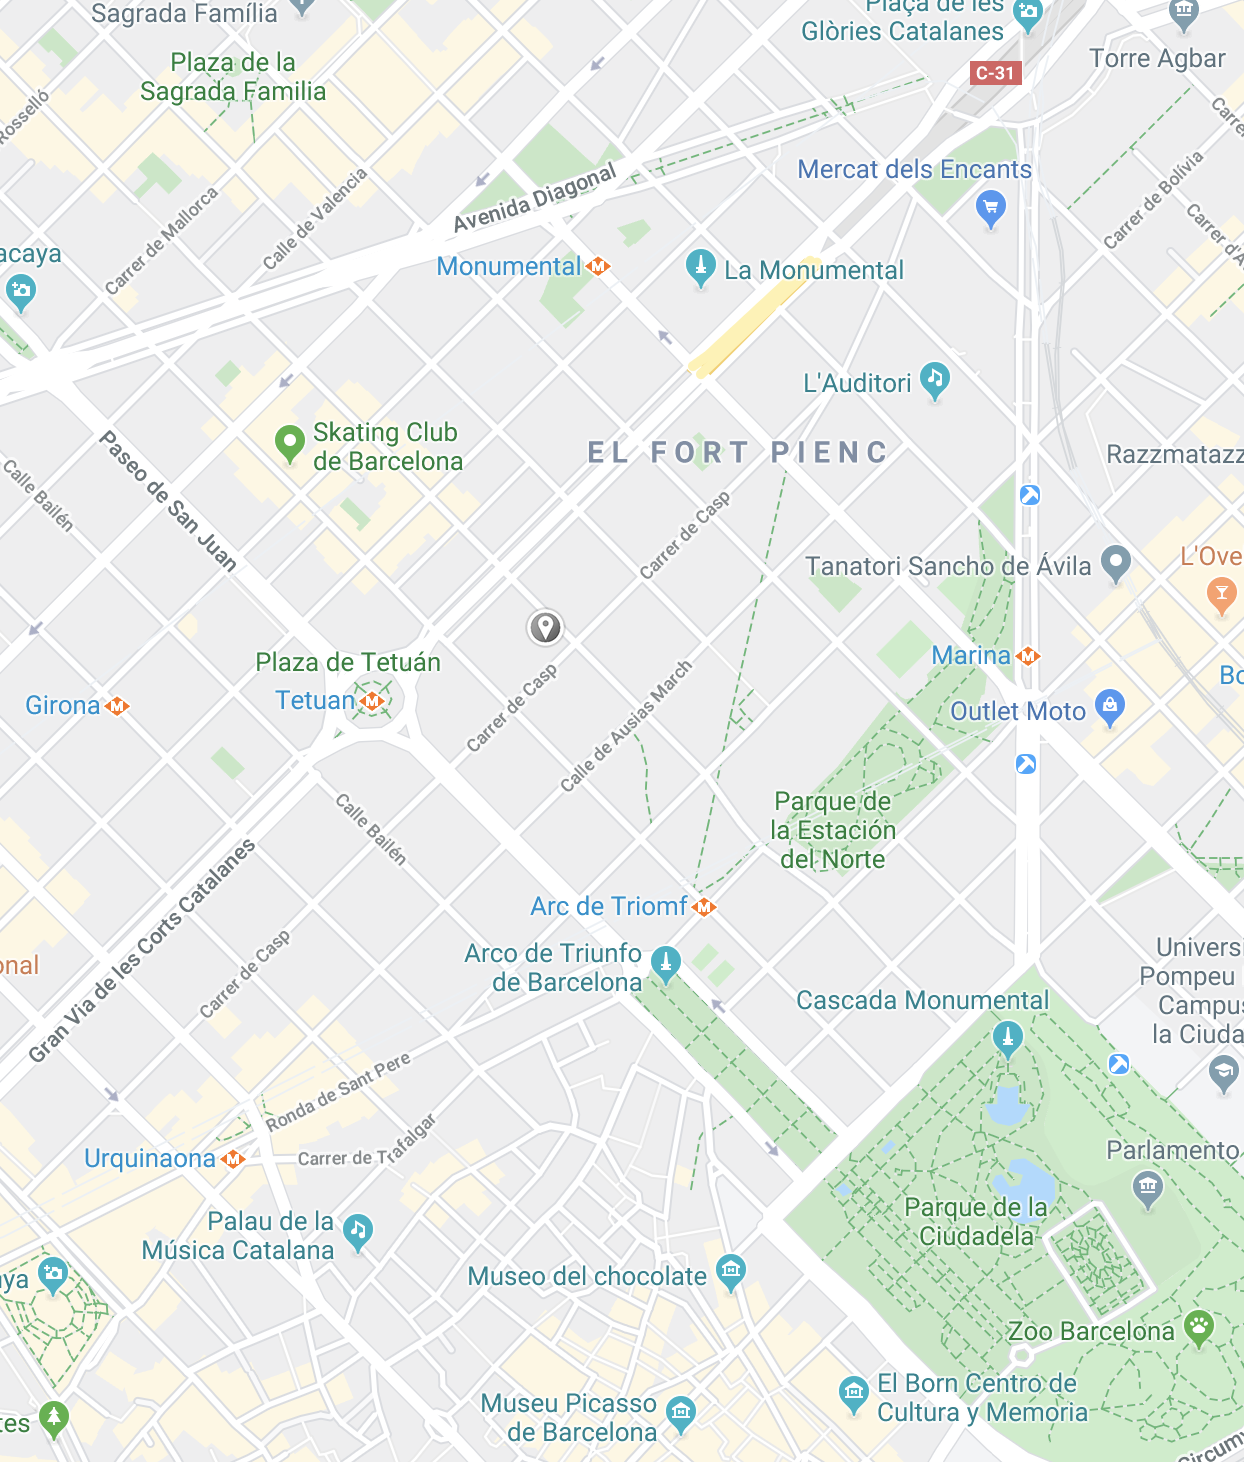 Sagrada Família
Plaça de les
Glòries Catalanes
Torre Agbar
C-31
Plaza de la
Sagrada Familia
Rosselló
Carrer de Mallorca
Calle de Valencia
Avenida Diagonal
Mercat dels Encants
Carrer de Bolívia
Carrer d'A
Monumental
La Monumental
L'Auditori
Skating Club
de Barcelona
EL FORT PIENC
Razzmatazz
Paseo de San Juan
Calle Bailén
Carrer de Casp
Tanatori Sancho de Ávila
L'Ove
Plaza de Tetuán
Tetuan
Girona
Carrer de Casp
Calle de Ausias March
Marina
Outlet Moto
Parque de
la Estación
del Norte
Calle Bailén
Gran Via de les Corts Catalanes
Carrer de Casp
Arc de Triomf
Arco de Triunfo
de Barcelona
Cascada Monumental
Pompeu
Campus
la Ciuda
Ronda de Sant Pere
Carrer de Trafalgar
Urquinaona
Parlamento
Palau de la
Música Catalana
Parque de la
Ciudadela
Museo del chocolate
Zoo Barcelona
Museu Picasso
de Barcelona
El Born Centro de
Cultura y Memoria